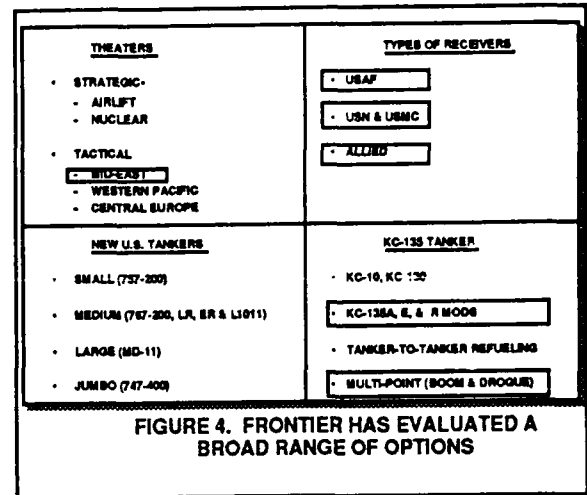 THEATERS
• STRATEGIC-
- AIRLIFT
- NUCLEAR
• TACTICAL
- MID-EAST
- WESTERN PACIFIC
- CENTRAL EUROPE
TYPES OF RECEIVERS
• USAF
• USN & USMC
• ALLIED
NEW U.S. TANKERS
• SMALL (757-200)
• MEDIUM (767-200, LR, ER & L1011)
• LARGE (MD-11)
• JUMBO (747-400)
KC-135 TANKER
• KC-10, KC-130
• KC-135A, E, & R MODS
• TANKER-TO-TANKER REFUELING
• MULTI-POINT (BOOM & DROGUE)
FIGURE 4. FRONTIER HAS EVALUATED A
BROAD RANGE OF OPTIONS